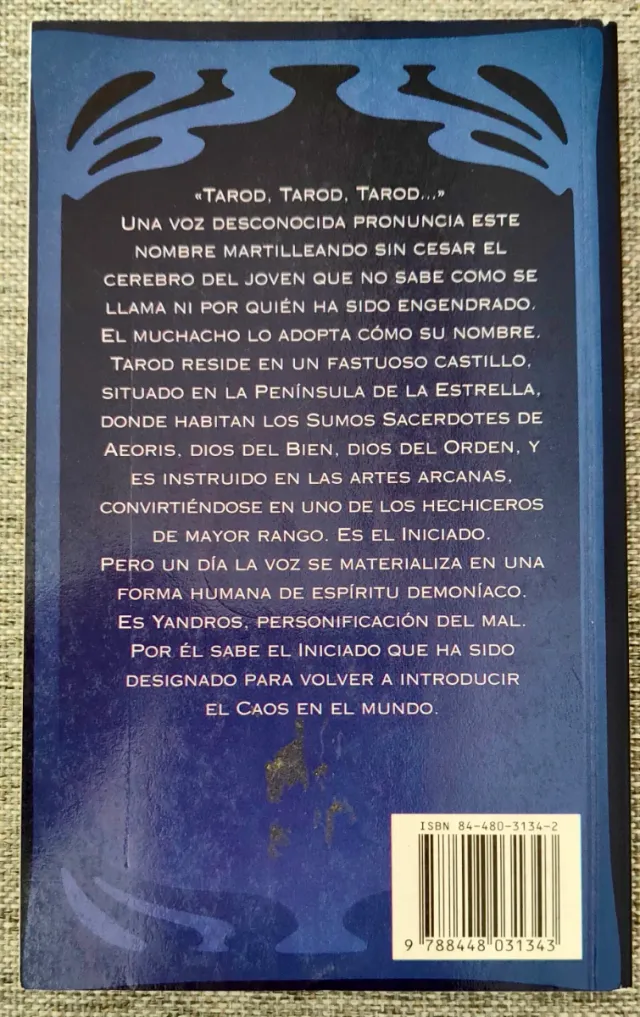 «TAROD, TAROD, TAROD...»
UNA VOZ DESCONOCIDA PRONUNCIA ESTE
NOMBRE MARTILLEANDO SIN CESAR EL
CEREBRO DEL JOVEN QUE NO SABE COMO SE
LLAMA NI POR QUIÉN HA SIDO ENGENDRADO.
EL MUCHACHO LO ADOPTA CÓMO SU NOMBRE.
TAROD RESIDE EN UN FASTUOSO CASTILLO,
SITUADO EN LA PENÍNSULA DE LA ESTRELLA,
DONDE HABITAN LOS SUMOS SACERDOTES DE
AEORIS, DIOS DEL BIEN, DIOS DEL ORDEN, Y
ES INSTRUIDO EN LAS ARTES ARCANAS,
CONVIRTIÉNDOSE EN UNO DE LOS HECHICEROS
DE MAYOR RANGO. ES EL INICIADO.
PERO UN DÍA LA VOZ SE MATERIALIZA EN UNA
FORMA HUMANA DE ESPÍRITU DEMONÍACO.
ES YANDROS, PERSONIFICACIÓN DEL MAL.
POR ÉL SABE EL INICIADO QUE HA SIDO
DESIGNADO PARA VOLVER A INTRODUCIR
EL CAOS EN EL MUNDO.
ISBN 84-480-3134-2
9 788448 031343